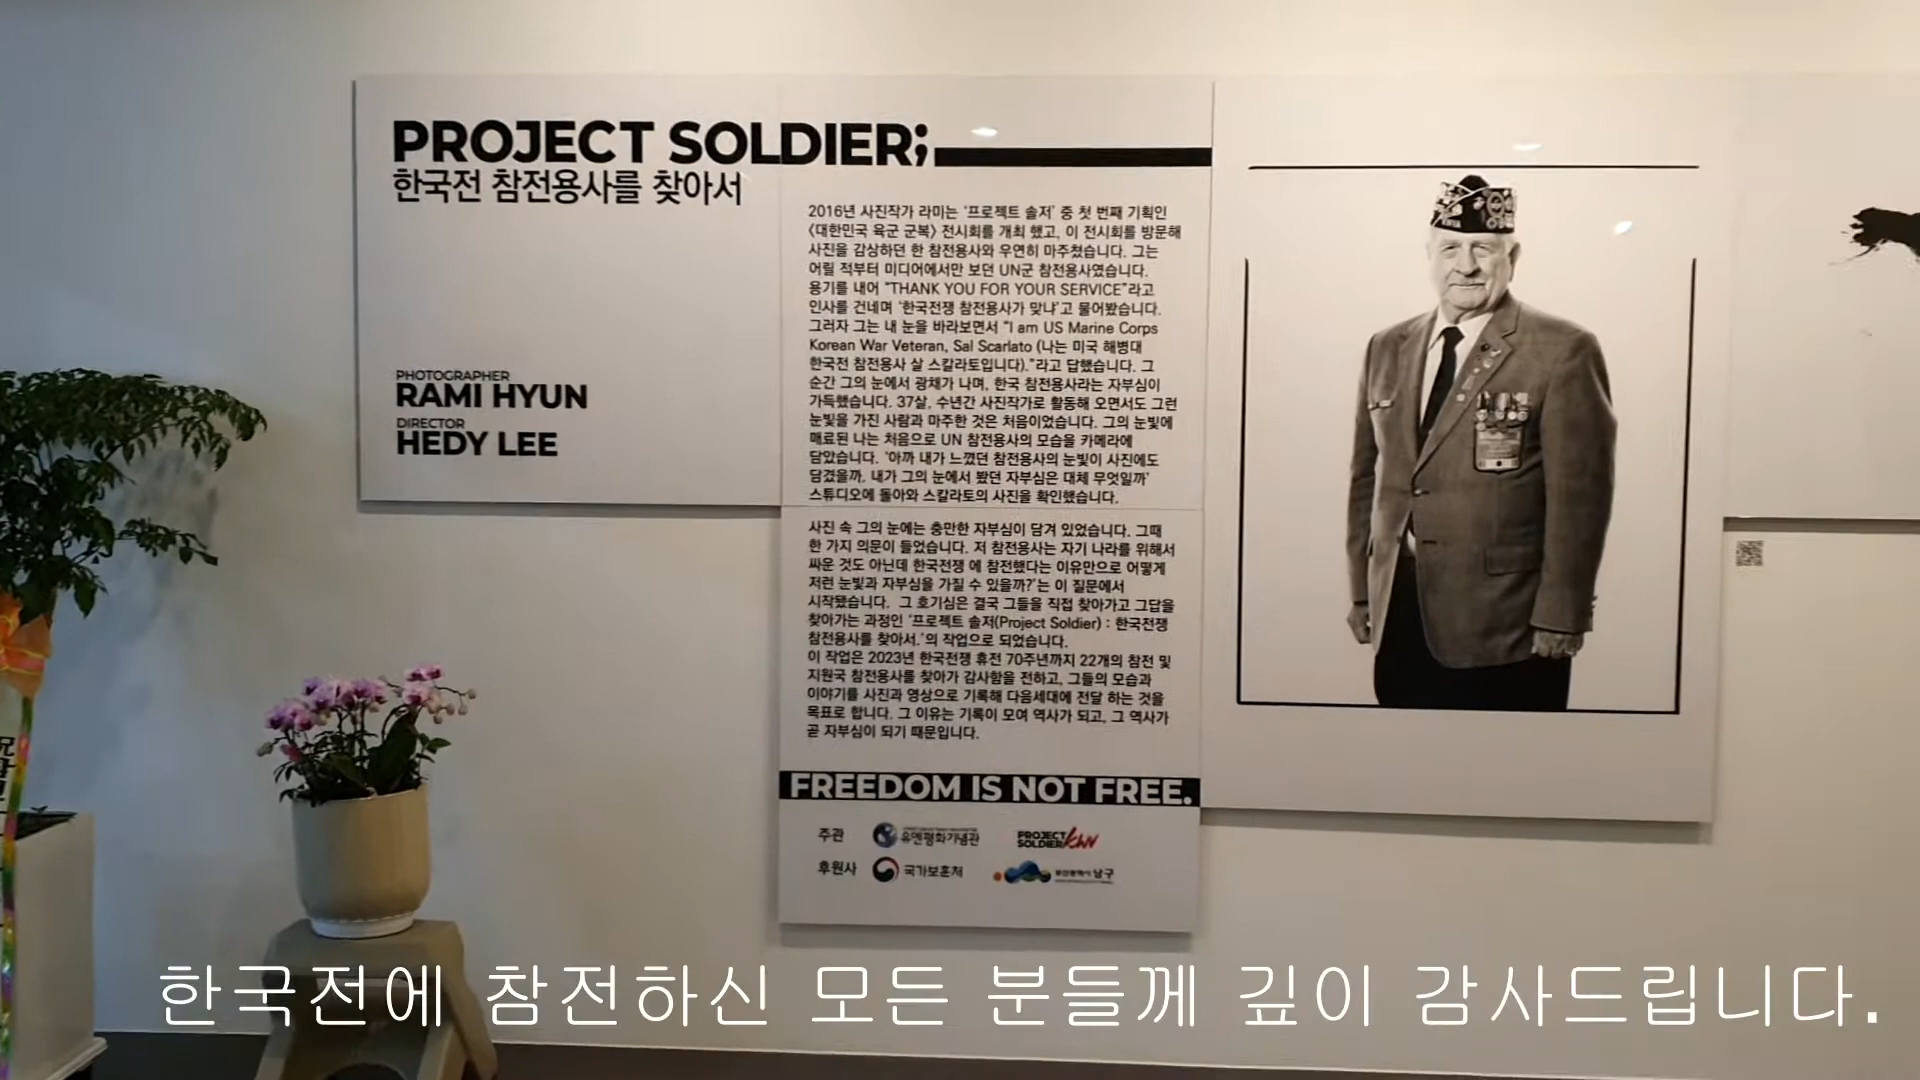 PROJECT SOLDIER;
한국전 참전용사를 찾아서
PHOTOGRAPHER
RAMI HYUN
DIRECTOR
HEDY LEE
2016년 사진작가 라미는 '프로젝트 솔저' 중 첫 번째 기획인
<대한민국 육군 군복> 전시회를 개최 했고, 이 전시회를 방문해
사진을 감상하던 한 참전용사와 우연히 마주쳤습니다. 그는
어릴 적부터 미디어에서만 보던 UN군 참전용사였습니다.
용기를 내어 "THANK YOU FOR YOUR SERVICE"라고
인사를 건네며 '한국전쟁 참전용사가 맞냐'고 물어봤습니다.
그러자 그는 내 눈을 바라보면서 "I am US Marine Corps
Korean War Veteran, Sal Scarlato (나는 미국 해병대
한국전 참전용사 살 스칼라토입니다)."라고 답했습니다. 그
순간 그의 눈에서 광채가 나며, 한국 참전용사라는 자부심이
가득했습니다. 37살, 수년간 사진작가로 활동해 오면서도 그런
눈빛을 가진 사람과 마주한 것은 처음이었습니다. 그의 눈빛에
매료된 나는 처음으로 UN 참전용사의 모습을 카메라에
담았습니다. '아까 내가 느꼈던 참전용사의 눈빛이 사진에도
담겼을까, 내가 그의 눈에서 봤던 자부심은 대체 무엇일까'
스튜디오에 돌아와 스칼라토의 사진을 확인했습니다.
사진 속 그의 눈에는 충만한 자부심이 담겨 있었습니다. 그때
한 가지 의문이 들었습니다. 저 참전용사는 자기 나라를 위해서
싸운 것도 아닌데 한국전쟁 에 참전했다는 이유만으로 어떻게
저런 눈빛과 자부심을 가질 수 있을까?'는 이 질문에서
시작됐습니다. 그 호기심은 결국 그들을 직접 찾아가고 그답을
찾아가는 과정인 '프로젝트 솔저(Project Soldier) : 한국전쟁
참전용사를 찾아서.'의 작업으로 되었습니다.
이 작업은 2023년 한국전쟁 휴전 70주년까지 22개의 참전 및
지원국 참전용사를 찾아가 감사함을 전하고, 그들의 모습과
이야기를 사진과 영상으로 기록해 다음세대에 전달 하는 것을
목표로 합니다. 그 이유는 기록이 모여 역사가 되고, 그 역사가
곧 자부심이 되기 때문입니다.
FREEDOM IS NOT FREE.
주관 유엔평화기념관 PROJECT SOLDIER KWV
후원사 국가보훈처 부산광역시 남구
한국전에 참전하신 모든 분들께 깊이 감사드립니다.